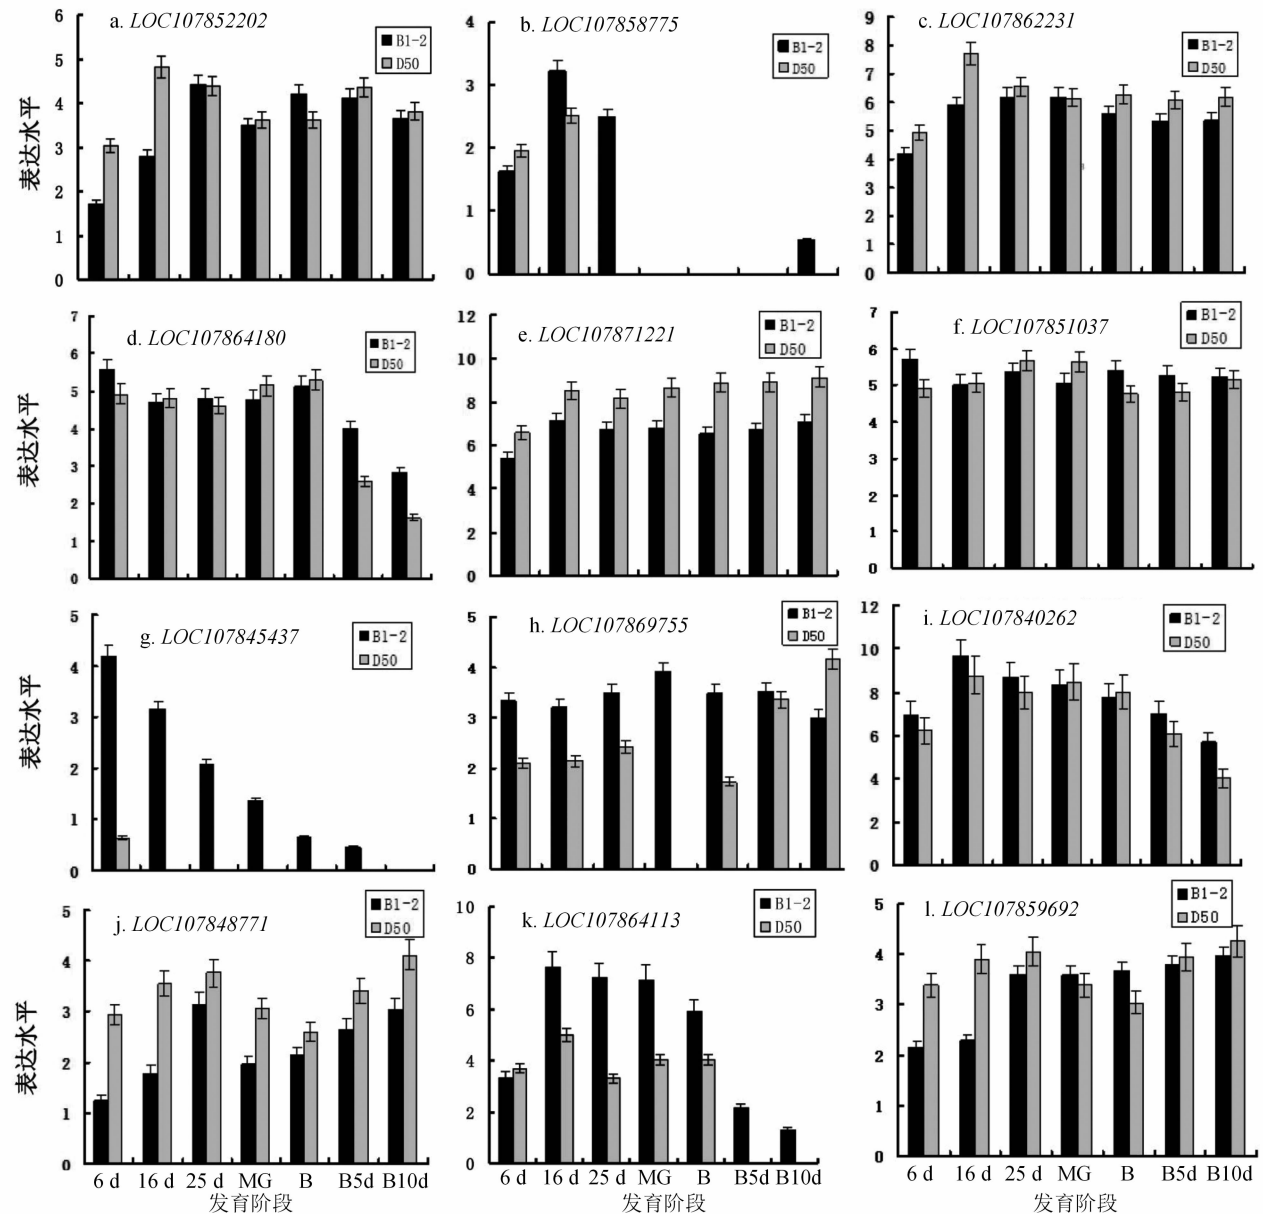 a. LOC107852202
B1-2
D50
表达水平
6
5
4
3
2
1
0
b. LOC107858775
B1-2
D50
4
3
2
1
0
c. LOC107862231
B1-2
D50
9
8
7
6
5
4
3
2
1
0
d. LOC107864180
B1-2
D50
表达水平
7
6
5
4
3
2
1
0
e. LOC107871221
B1-2
D50
12
10
8
6
4
2
0
f. LOC107851037
B1-2
D50
7
6
5
4
3
2
1
0
g. LOC107845437
B1-2
D50
表达水平
5
4
3
2
1
0
h. LOC107869755
B1-2
D50
5
4
3
2
1
0
i. LOC107840262
B1-2
D50
12
10
8
6
4
2
0
j. LOC107848771
B1-2
D50
表达水平
5
4
3
2
1
0
6 d 16 d 25 d MG B B5d B10d
发育阶段
k. LOC107864113
B1-2
D50
10
8
6
4
2
0
6 d 16 d 25 d MG B B5d B10d
发育阶段
l. LOC107859692
B1-2
D50
5
4
3
2
1
0
6 d 16 d 25 d MG B B5d B10d
发育阶段